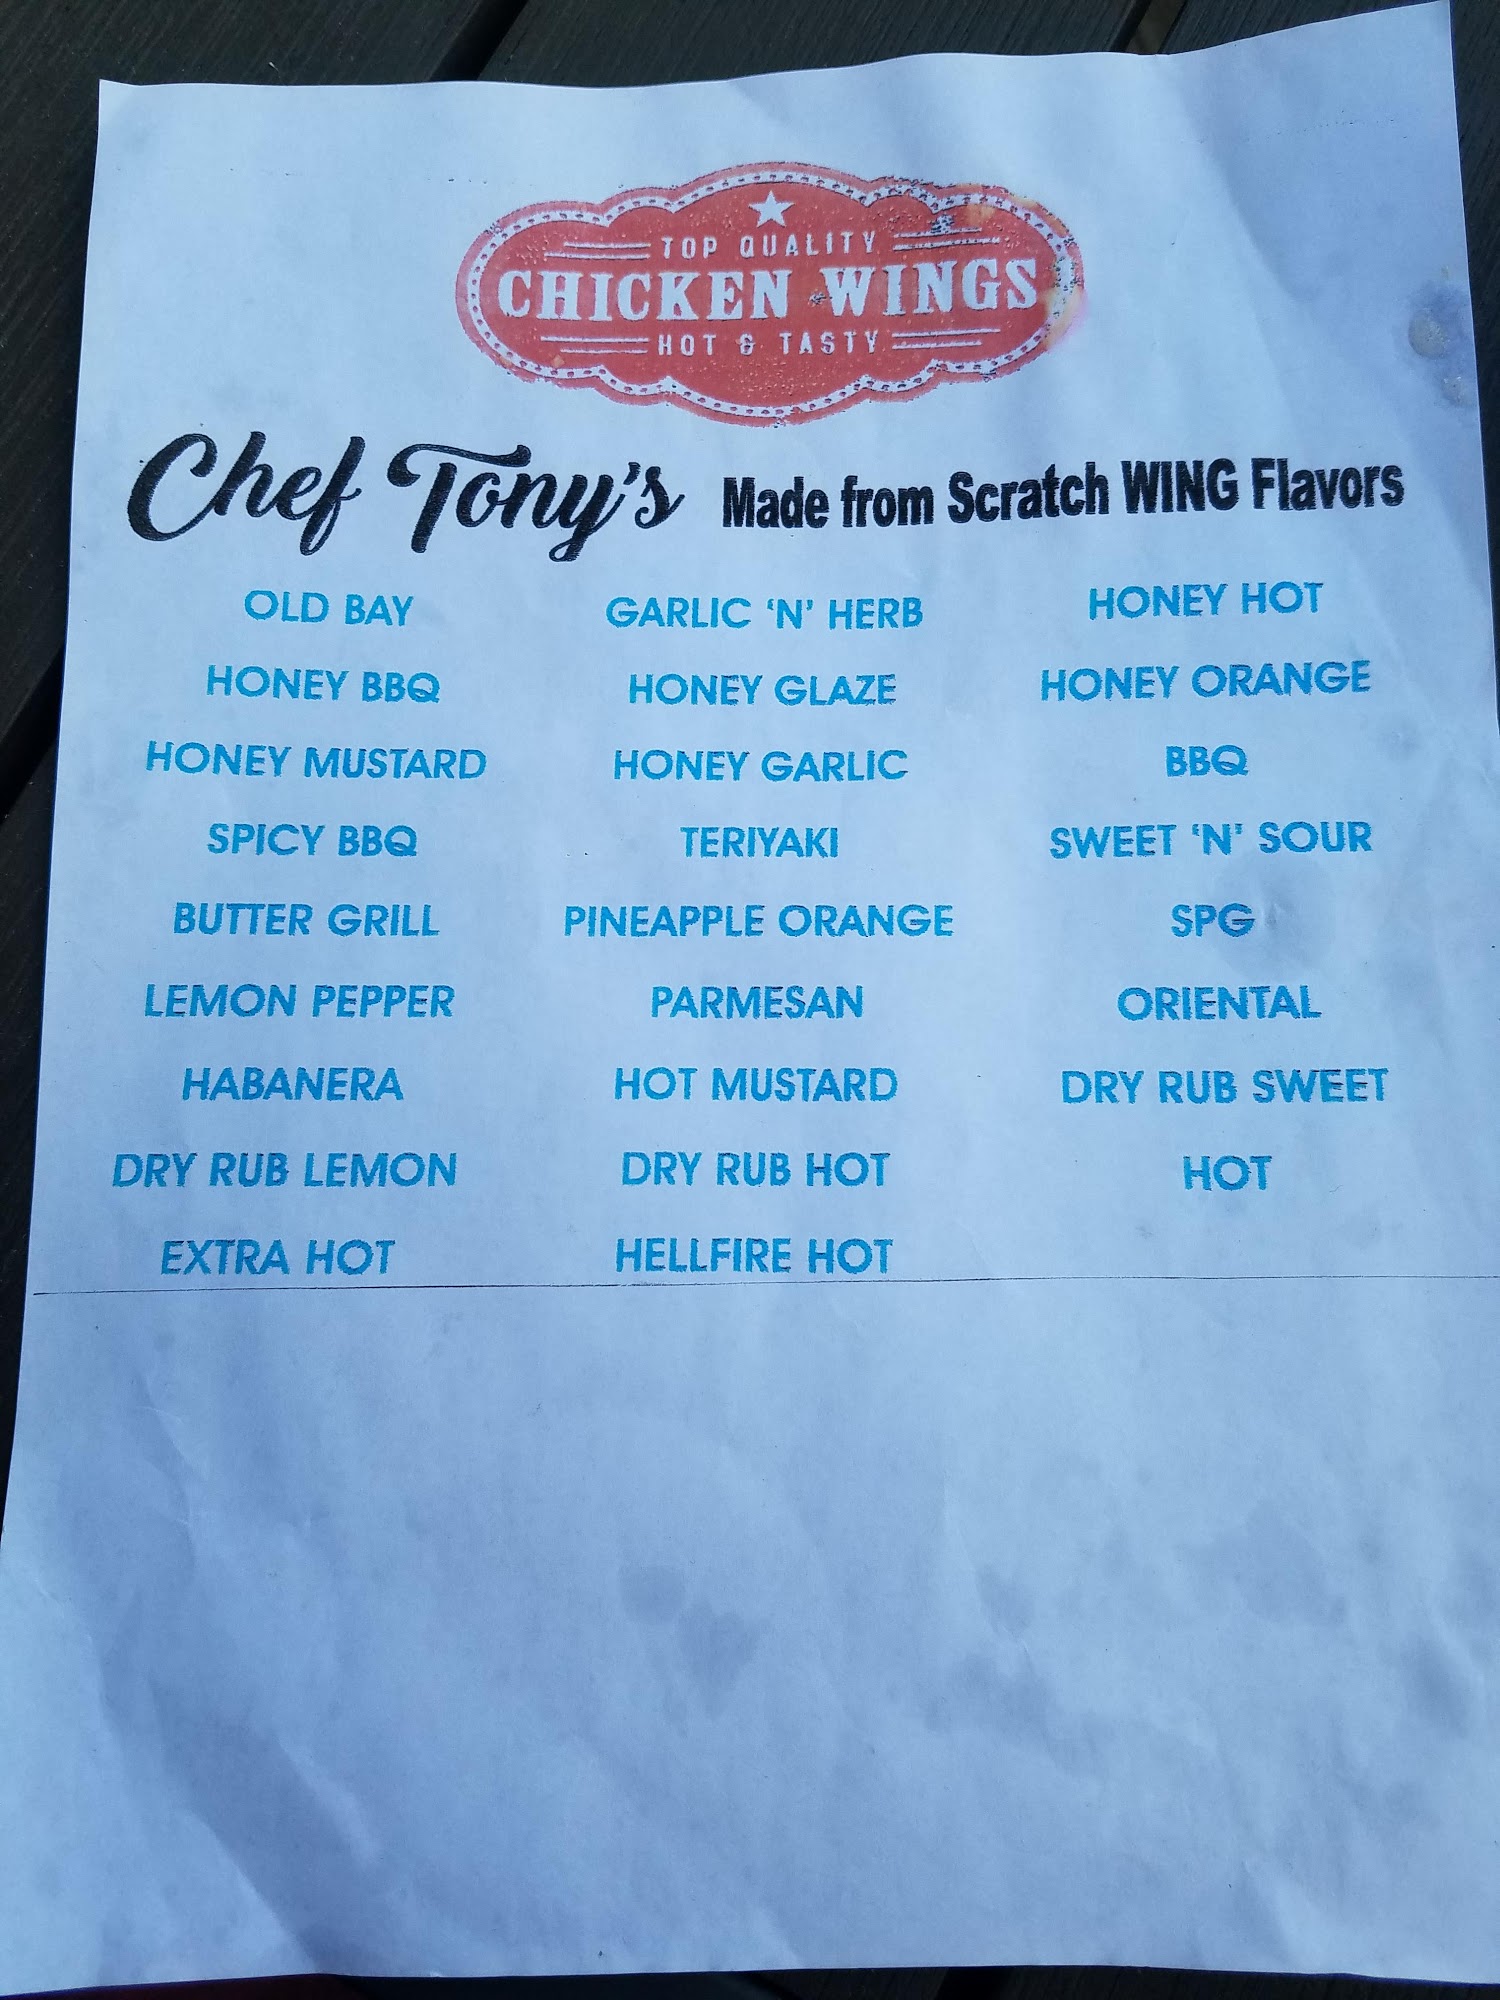 TOP QUALITY
CHICKEN WINGS
HOT & TASTY
Chef Tony's Made from Scratch WING Flavors
OLD BAY GARLIC 'N' HERB HONEY HOT
HONEY BBQ HONEY GLAZE HONEY ORANGE
HONEY MUSTARD HONEY GARLIC BBQ
SPICY BBQ TERIYAKI SWEET 'N' SOUR
BUTTER GRILL PINEAPPLE ORANGE SPG
LEMON PEPPER PARMESAN ORIENTAL
HABANERA HOT MUSTARD DRY RUB SWEET
DRY RUB LEMON DRY RUB HOT HOT
EXTRA HOT HELLFIRE HOT